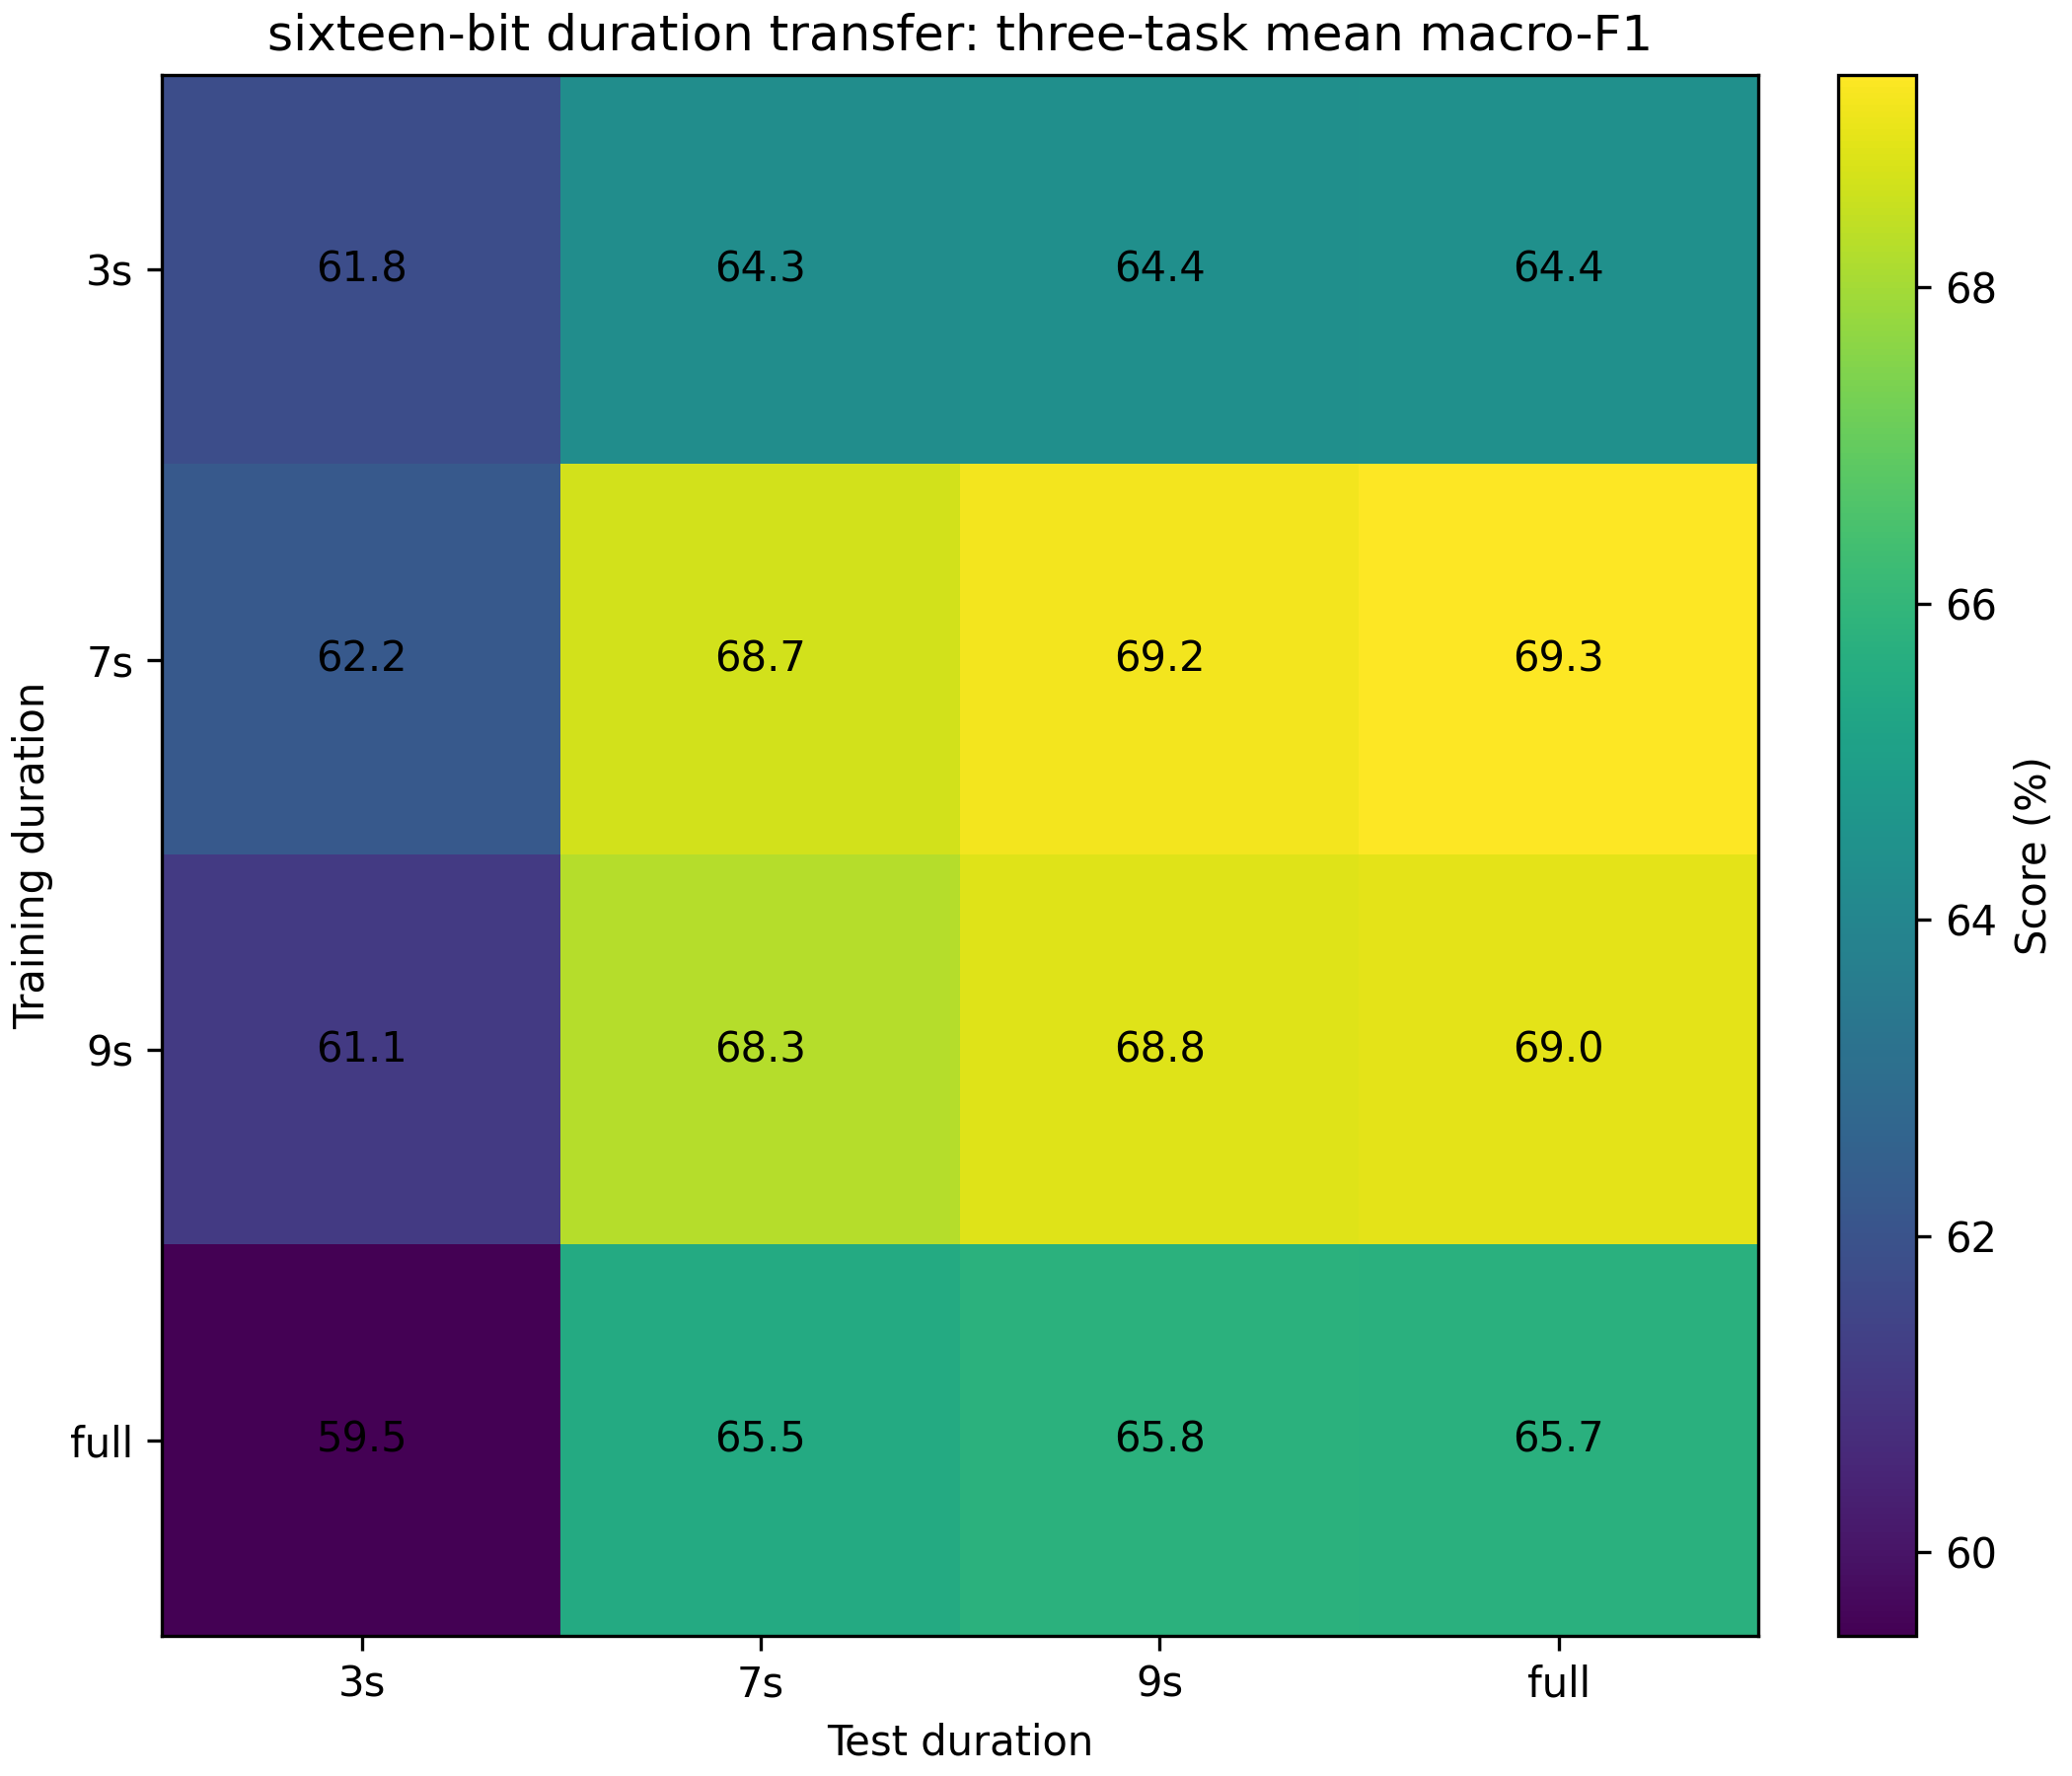 sixteen-bit duration transfer: three-task mean macro-F1
Training duration
3s 61.8 64.3 64.4 64.4
7s 62.2 68.7 69.2 69.3
9s 61.1 68.3 68.8 69.0
full 59.5 65.5 65.8 65.7
3s 7s 9s full
Test duration
68
66
64
62
60
Score (%)